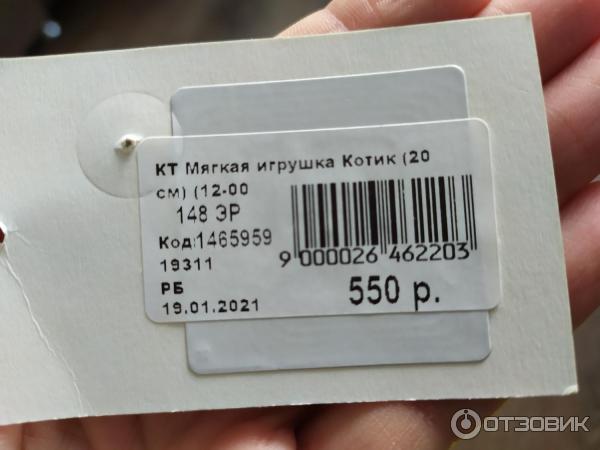 КТ Мягкая игрушка Котик (20
см) (12-00
148 ЭР
Код:1465959
19311
РБ
19.01.2021
9 000026 462203
550 р.
ОТЗОВИК